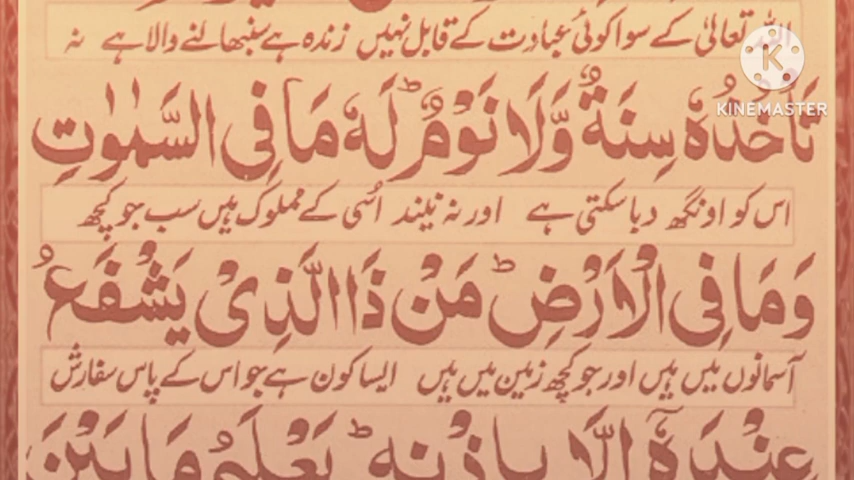 اللہ تعالیٰ کے سوا کوئی عبادت کے قابل نہیں زندہ ہے سنبھالنے والا ہے نہ
KINEMASTER
تَاۡخُذُہٗ سِنَةٌ وَّلَا نَوۡمٌ ؕ لَهٗ مَا فِی السَّمٰوٰتِ
اس کو اونگھ دبا سکتی ہے اور نہ نیند اُسی کے مملوک ہیں سب جو کچھ
وَمَا فِی الۡاَرۡضِ ؕ مَنۡ ذَا الَّذِیۡ یَشۡفَعُ
آسمانوں میں ہیں اور جو کچھ زمین میں ہیں ایسا کون ہے جو اس کے پاس سفارش
عِنۡدَہٗۤ اِلَّا بِاِذۡنِهٖ ؕ یَعۡلَمُ مَا بَیۡنَ